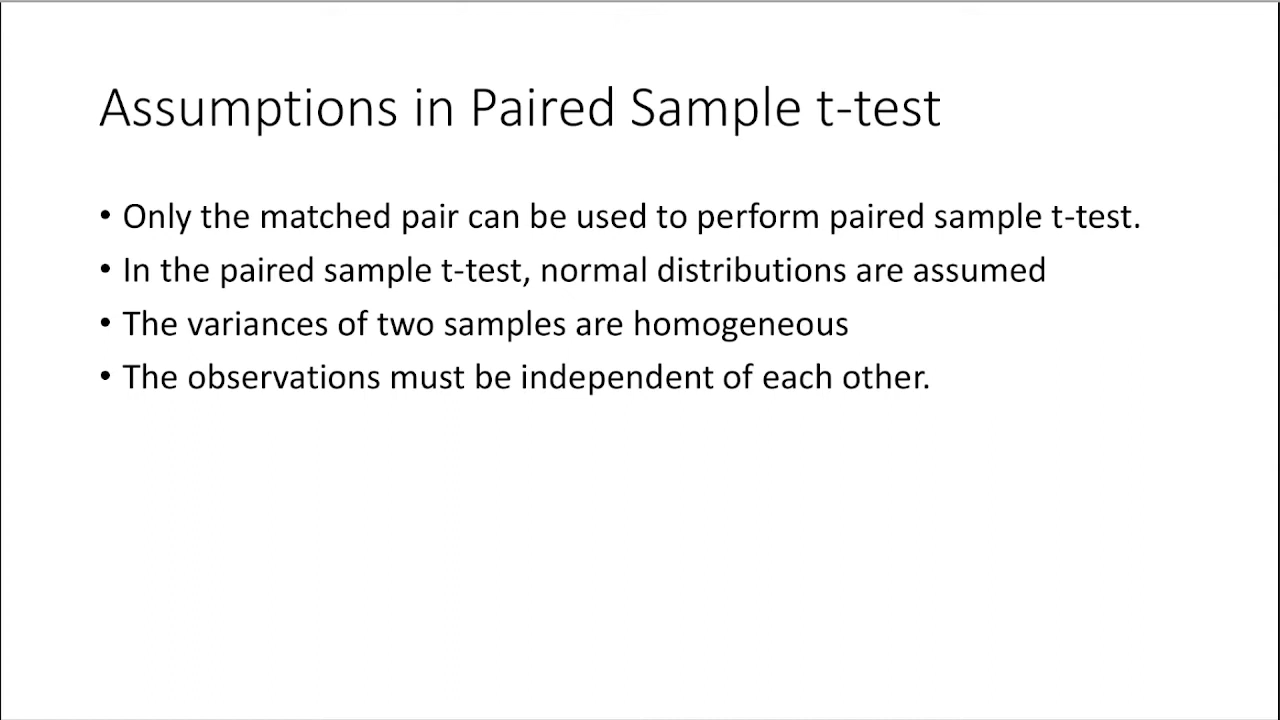 Assumptions in Paired Sample t-test
• Only the matched pair can be used to perform paired sample t-test.
• In the paired sample t-test, normal distributions are assumed
• The variances of two samples are homogeneous
• The observations must be independent of each other.